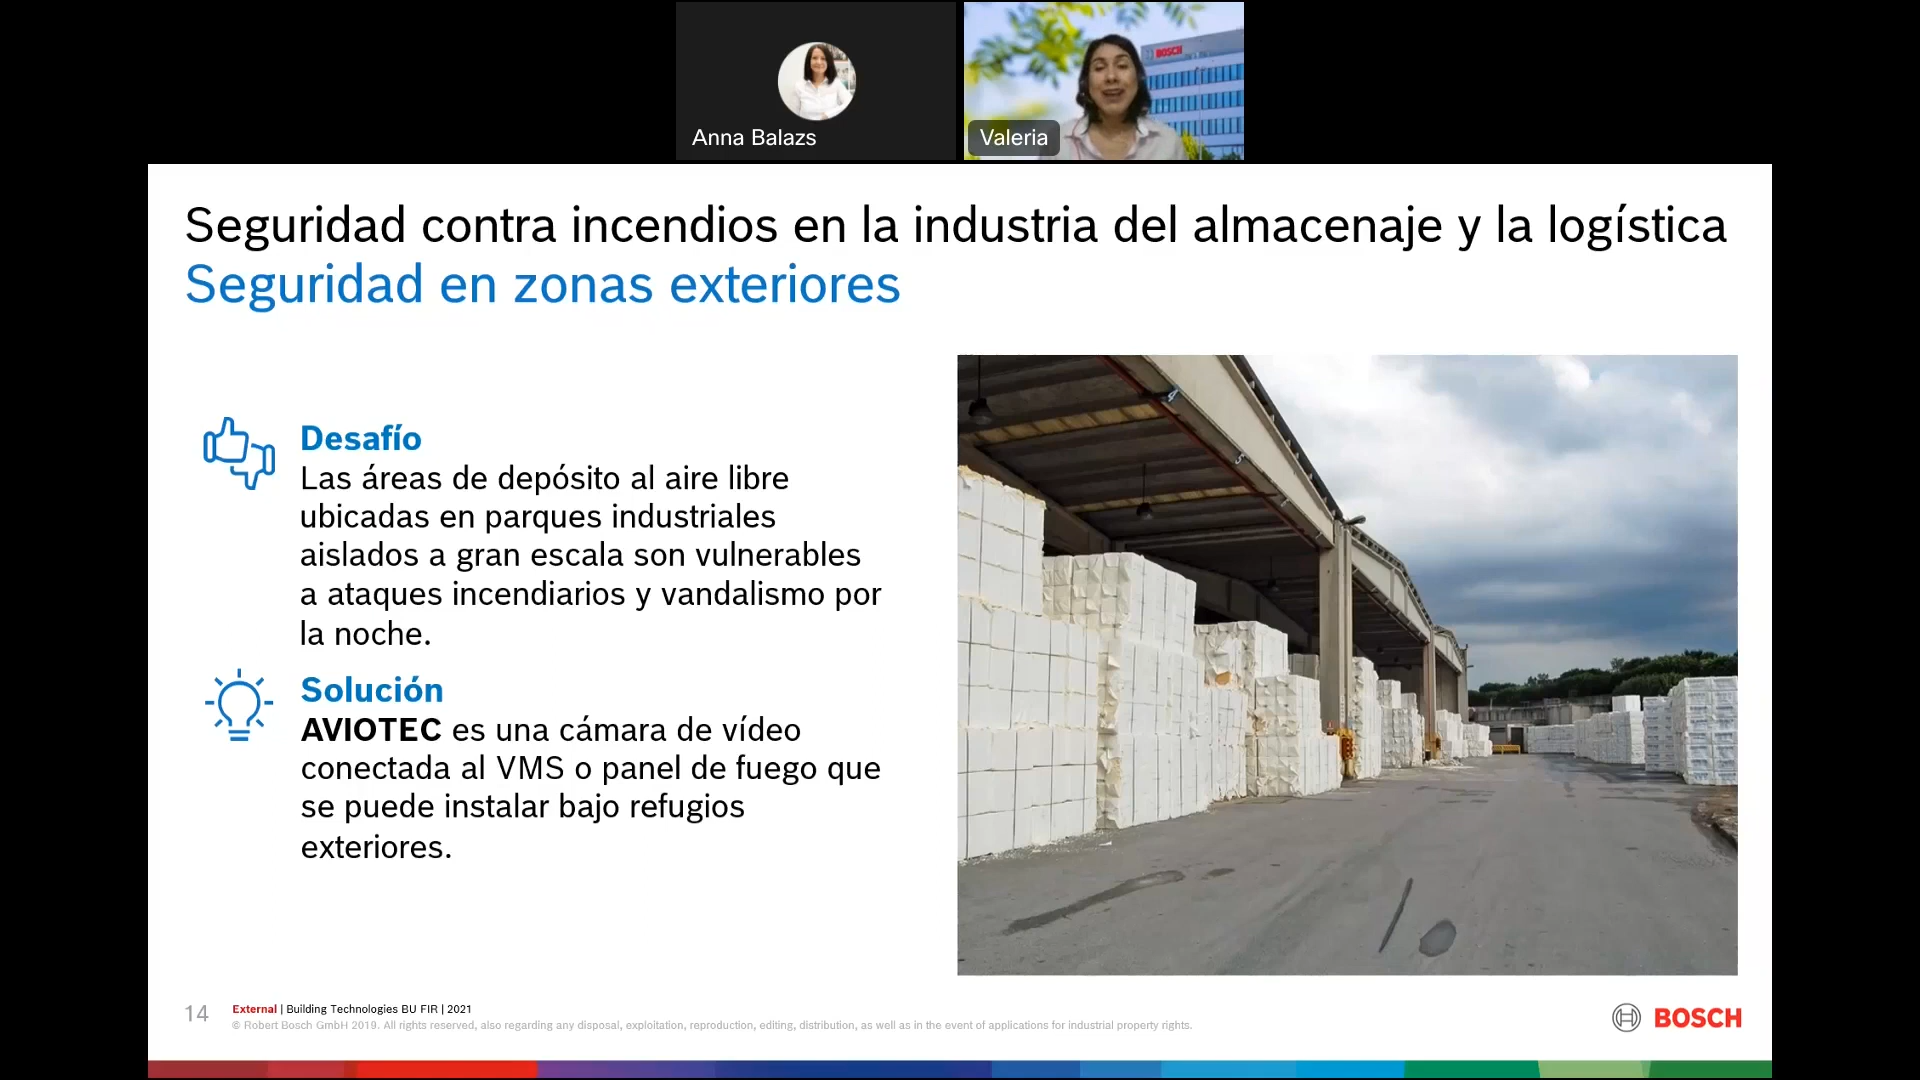 Anna Balazs
BOSCH
Valeria
Seguridad contra incendios en la industria del almacenaje y la logística
Seguridad en zonas exteriores
Desafío
Las áreas de depósito al aire libre
ubicadas en parques industriales
aislados a gran escala son vulnerables
a ataques incendiarios y vandalismo por
la noche.
Solución
AVIOTEC es una cámara de vídeo
conectada al VMS o panel de fuego que
se puede instalar bajo refugios
exteriores.
4
5
14
External | Building Technologies BU FIR | 2021
© Robert Bosch GmbH 2019. All rights reserved, also regarding any disposal, exploitation, reproduction, editing, distribution, as well as in the event of applications for industrial property rights.
BOSCH